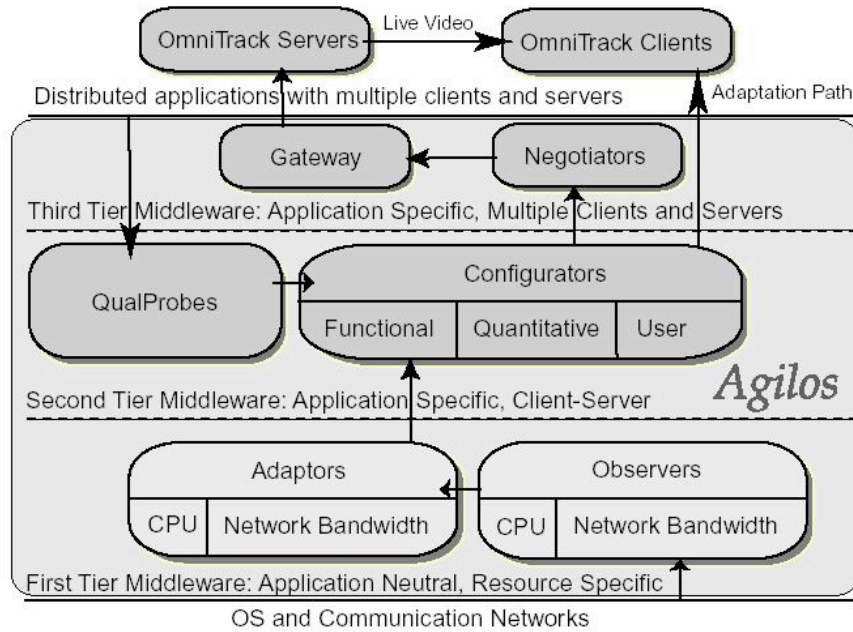 OmniTrack Servers
Live Video
OmniTrack Clients
Distributed applications with multiple clients and servers
Adaptation Path
Gateway
Negotiators
Third Tier Middleware: Application Specific, Multiple Clients and Servers
QualProbes
Configurators
Functional
Quantitative
User
Agilos
Second Tier Middleware: Application Specific, Client-Server
Adaptors
CPU
Network Bandwidth
Observers
CPU
Network Bandwidth
First Tier Middleware: Application Neutral, Resource Specific
OS and Communication Networks